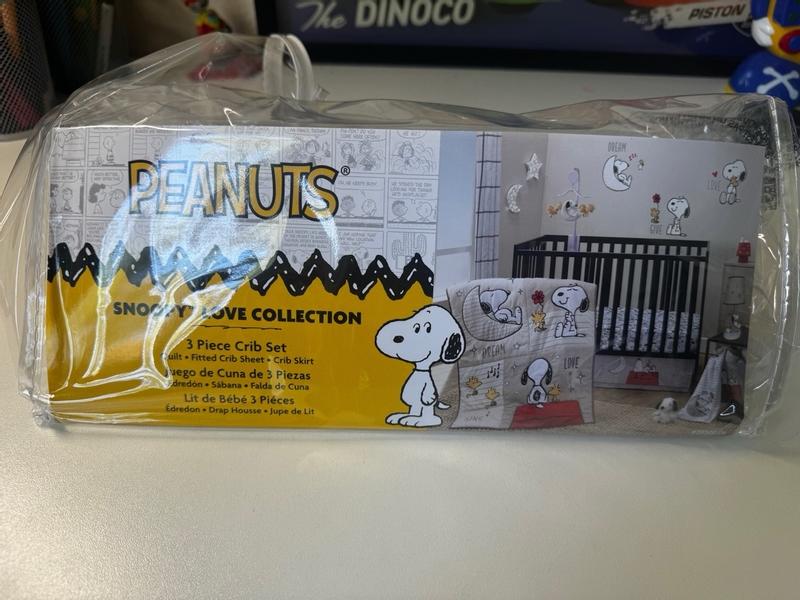 The DINOCO
PISTON
PEANUTS®
SNOOPY LOVE COLLECTION
3 Piece Crib Set
Quilt • Fitted Crib Sheet • Crib Skirt
Juego de Cuna de 3 Piezas
Edredón • Sábana • Falda de Cuna
Lit de Bébé 3 Pièces
Édredon • Drap Housse • Jupe de Lit
DREAM
LOVE
GIVE
DREAM
LOVE
SING